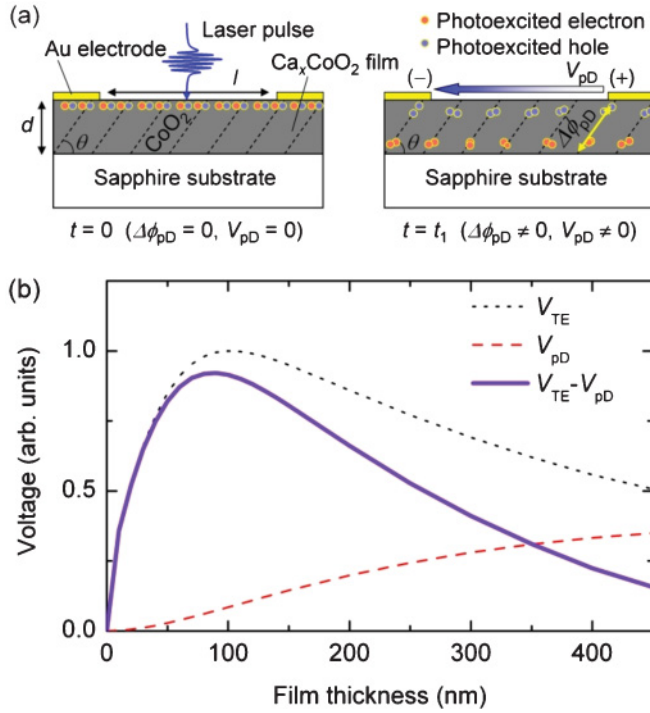 (a)
Laser pulse
Au electrode
CaxCoO2 film
l
d
θ
CoO2
Sapphire substrate
t = 0 (ΔϕpD = 0, VpD = 0)
Photoexcited electron
Photoexcited hole
(−) VpD (+)
ΔϕpD
θ
Sapphire substrate
t = t1 (ΔϕpD ≠ 0, VpD ≠ 0)
(b)
VTE
VpD
VTE-VpD
Voltage (arb. units)
1.0
0.5
0.0
0 100 200 300 400
Film thickness (nm)